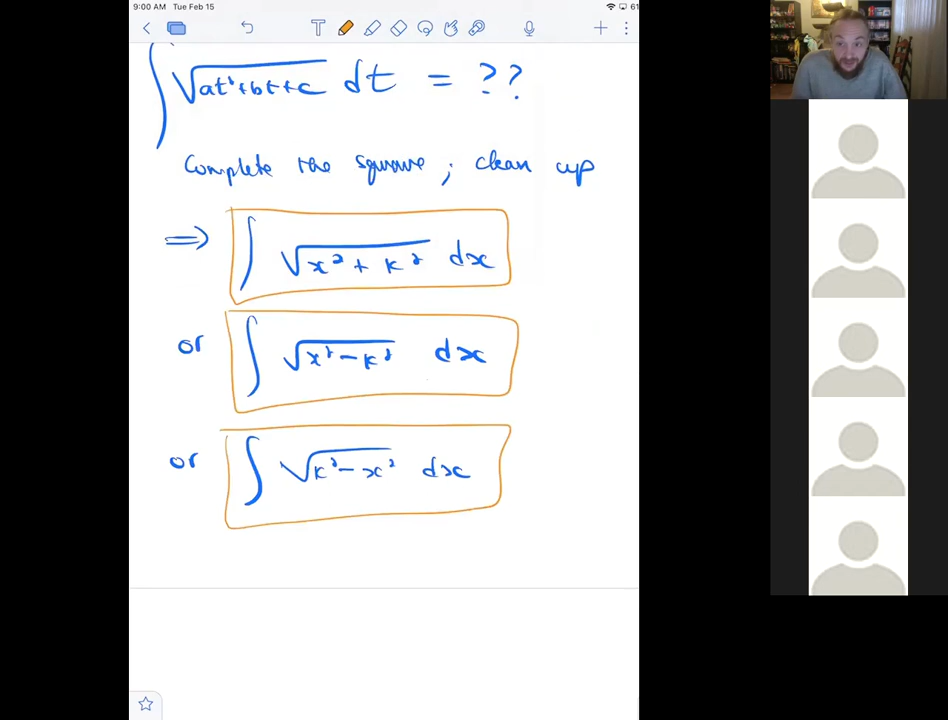 9:00 AM Tue Feb 15
61
∫ √(at²+bt+c) dt = ??
Complete the square ; clean up
⇒ ∫ √(x² + k²) dx
or ∫ √(x² − k²) dx
or ∫ √(k² − x²) dx